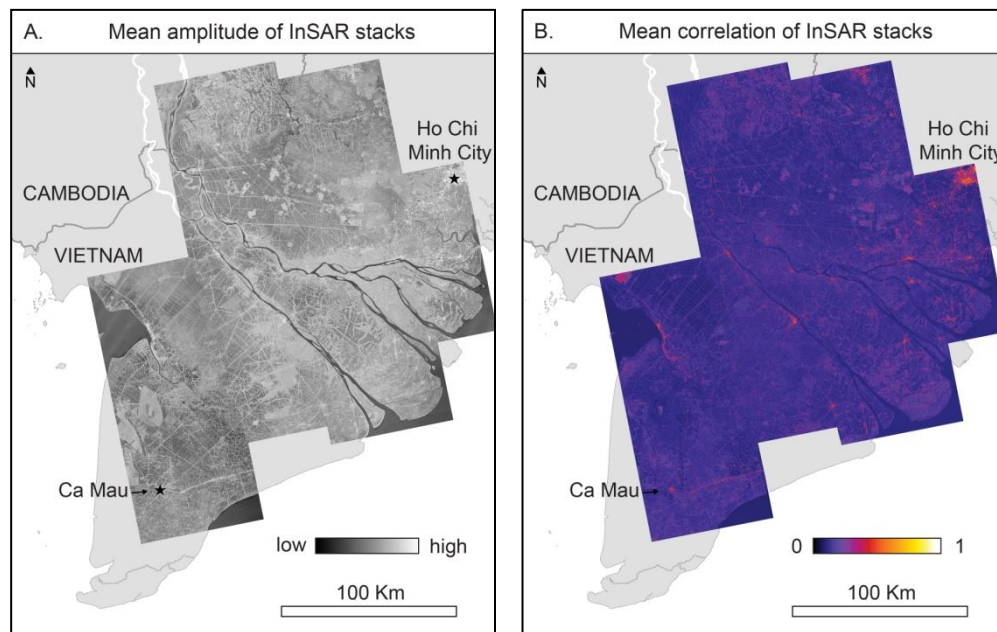 A. Mean amplitude of InSAR stacks
N
Ho Chi
Minh City
CAMBODIA
VIETNAM
Ca Mau
low high
100 Km
B. Mean correlation of InSAR stacks
N
Ho Chi
Minh City
CAMBODIA
VIETNAM
Ca Mau
0 1
100 Km